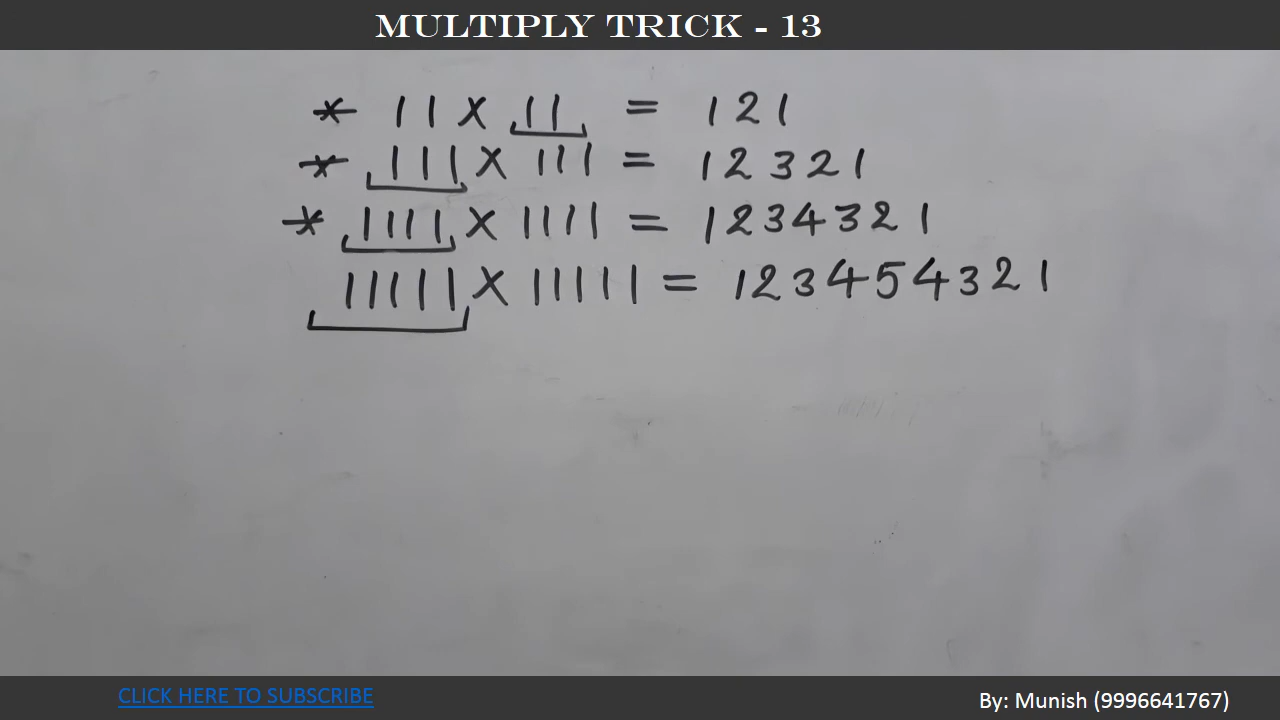 MULTIPLY TRICK - 13
* 11 X 11 = 121
* 111 X 111 = 12321
* 1111 X 1111 = 1234321
11111 X 11111 = 123454321
CLICK HERE TO SUBSCRIBE
By: Munish (9996641767)